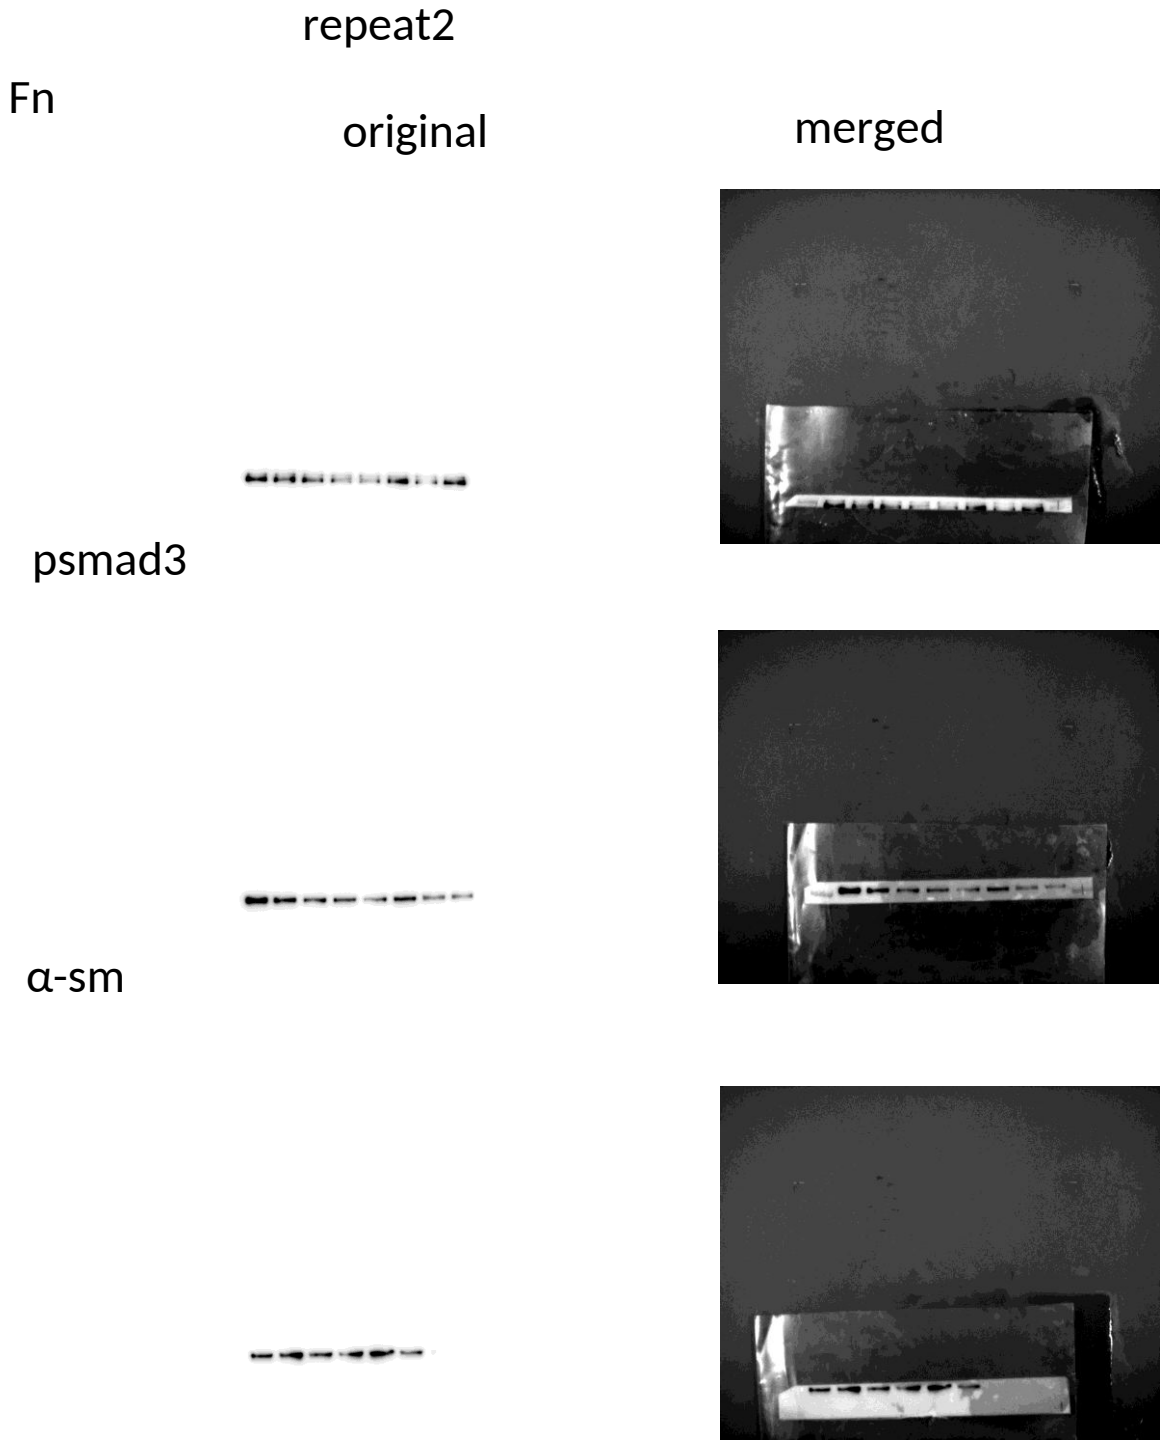 repeat2
Fn
original
merged
psmad3
α-sm